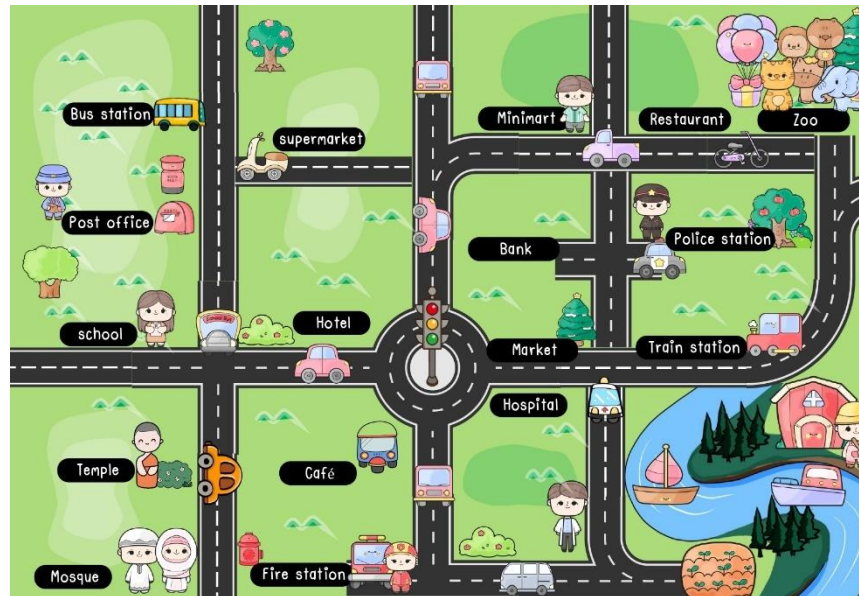 Bus station
supermarket
Minimart
Restaurant
Zoo
Post office
Bank
Police station
school
Hotel
Market
Train station
Hospital
Temple
Café
Mosque
Fire station